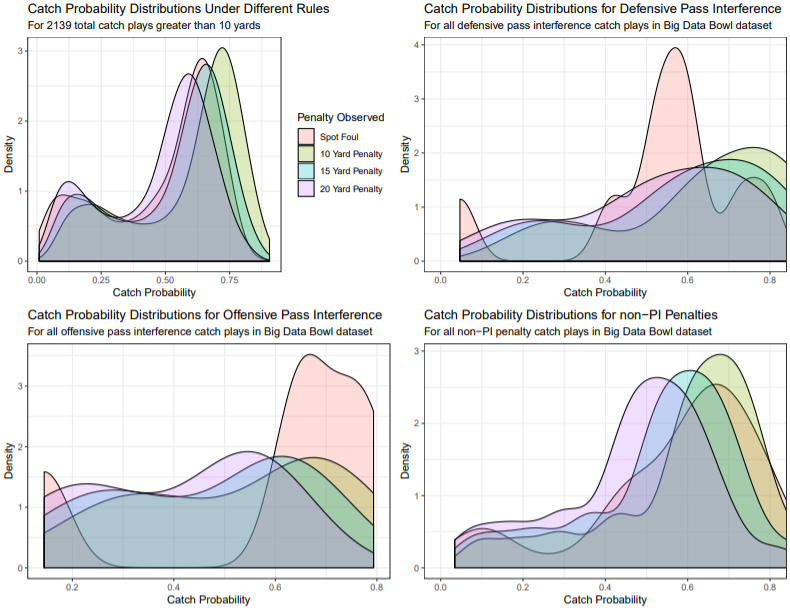 Catch Probability Distributions Under Different Rules
For 2139 total catch plays greater than 10 yards
3
2
1
0
Density
0.00 0.25 0.50 0.75
Catch Probability
Penalty Observed
Spot Foul
10 Yard Penalty
15 Yard Penalty
20 Yard Penalty
Catch Probability Distributions for Defensive Pass Interference
For all defensive pass interference catch plays in Big Data Bowl dataset
4
3
2
1
0
Density
0.0 0.2 0.4 0.6 0.8
Catch Probability
Catch Probability Distributions for Offensive Pass Interference
For all offensive pass interference catch plays in Big Data Bowl dataset
3
2
1
0
Density
0.2 0.4 0.6 0.8
Catch Probability
Catch Probability Distributions for non−PI Penalties
For all non−PI penalty catch plays in Big Data Bowl dataset
3
2
1
0
Density
0.0 0.2 0.4 0.6 0.8
Catch Probability